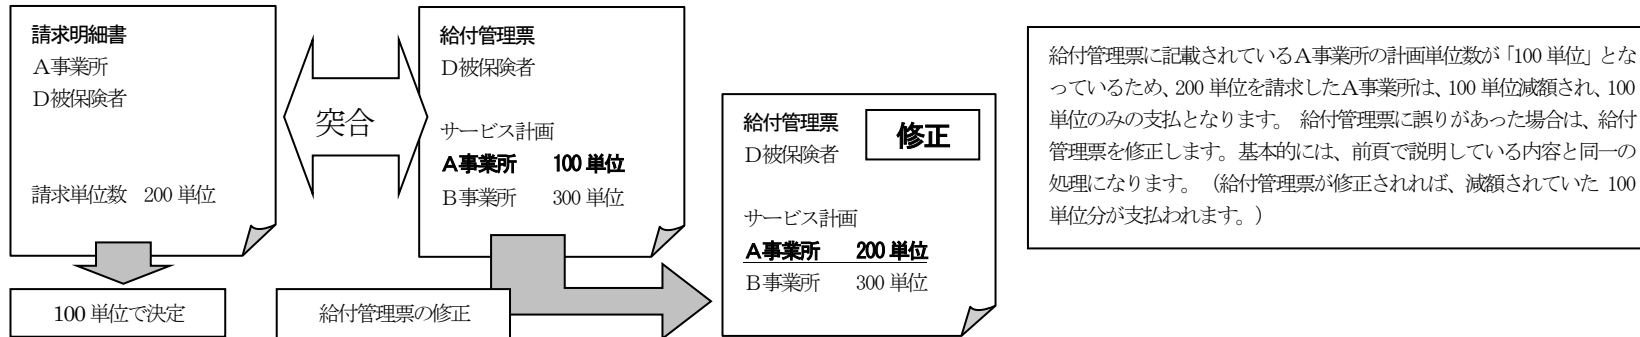 請求明細書
A事業所
D被保険者
請求単位数 200 単位
100 単位で決定
突合
給付管理票
D被保険者
サービス計画
A事業所 100 単位
B事業所 300 単位
給付管理票の修正
給付管理票
修正
D被保険者
サービス計画
A事業所 200 単位
B事業所 300 単位
給付管理票に記載されているA事業所の計画単位数が「100 単位」とな
っているため、200 単位を請求したA事業所は、100 単位減額され、100
単位のみの支払となります。 給付管理票に誤りがあった場合は、給付
管理票を修正します。基本的には、前頁で説明している内容と同一の
処理になります。 (給付管理票が修正されれば、減額されていた 100
単位分が支払われます。)